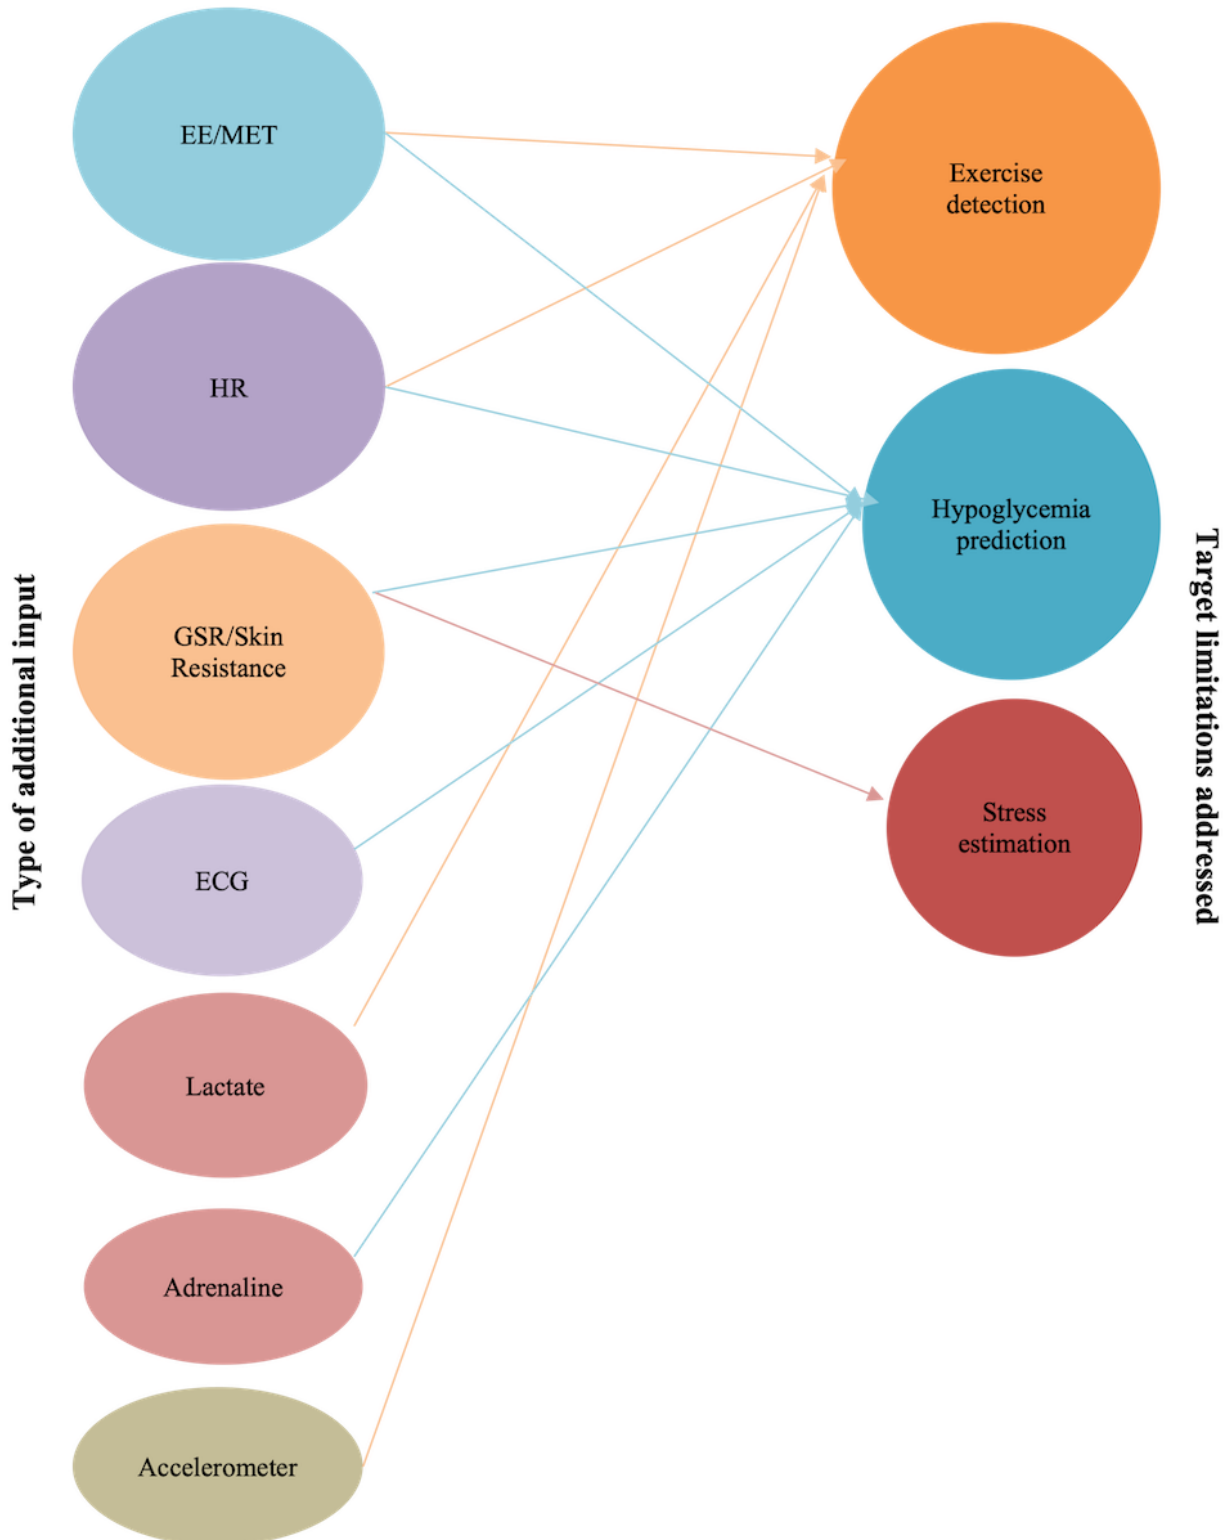 Type of additional input
EE/MET
HR
GSR/Skin
Resistance
ECG
Lactate
Adrenaline
Accelerometer
Exercise
detection
Hypoglycemia
prediction
Stress
estimation
Target limitations addressed